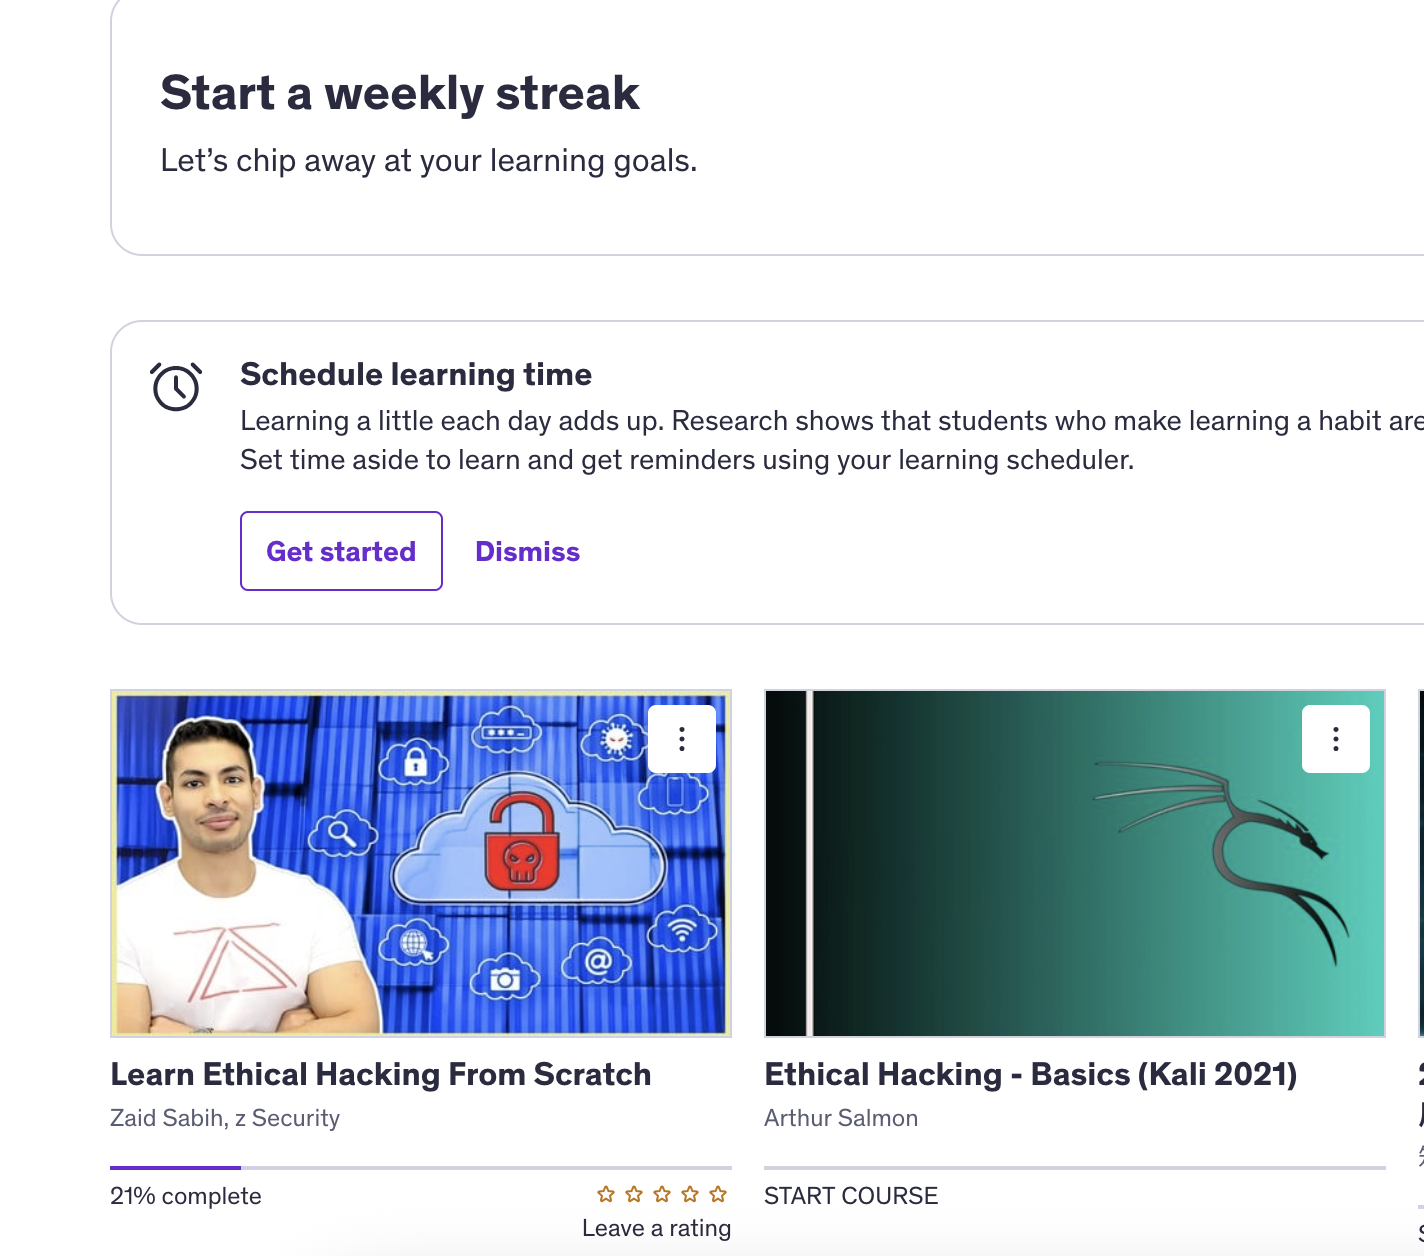 Start a weekly streak
Let’s chip away at your learning goals.
Schedule learning time
Learning a little each day adds up. Research shows that students who make learning a habit are
Set time aside to learn and get reminders using your learning scheduler.
Get started
Dismiss
Learn Ethical Hacking From Scratch
Zaid Sabih, z Security
21% complete
Leave a rating
Ethical Hacking - Basics (Kali 2021)
Arthur Salmon
START COURSE